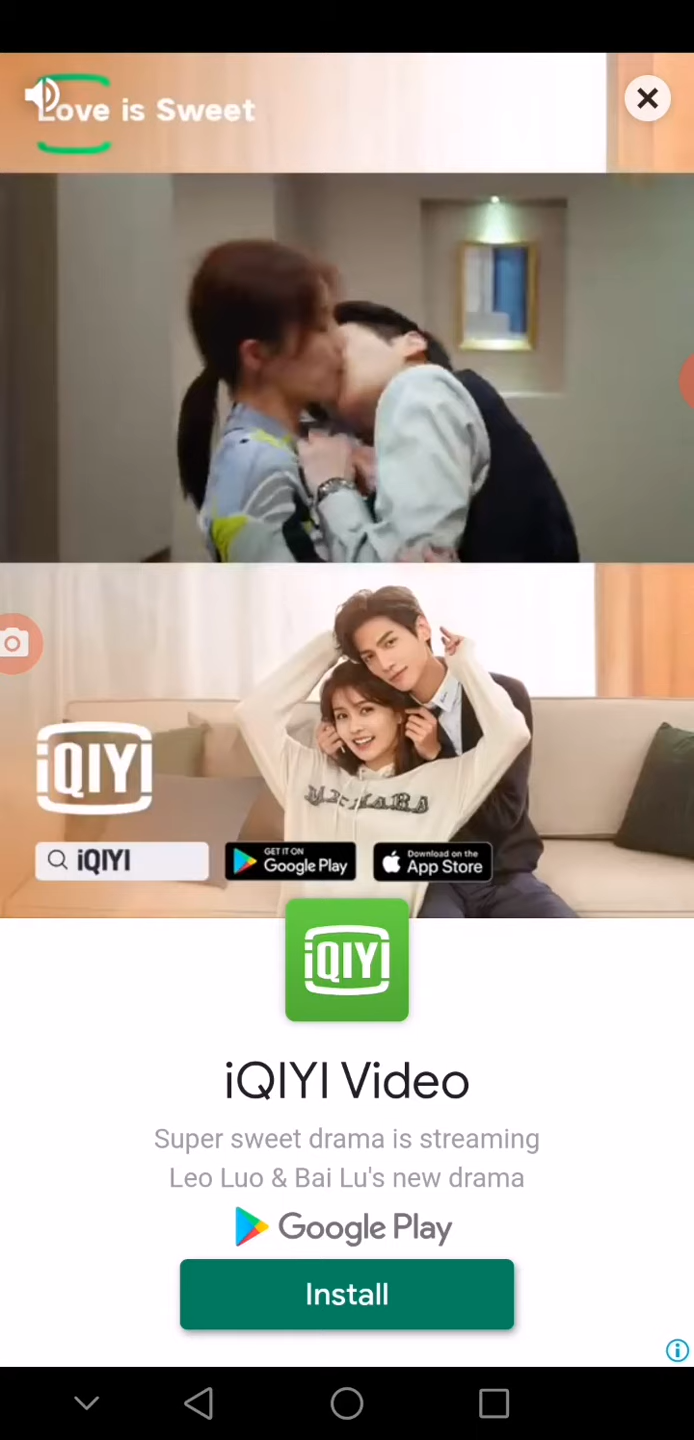 Love is Sweet
iQIYI
iQIYI
GET IT ON
Google Play
Download on the
App Store
iQIYI
iQIYI Video
Super sweet drama is streaming
Leo Luo & Bai Lu's new drama
Google Play
Install